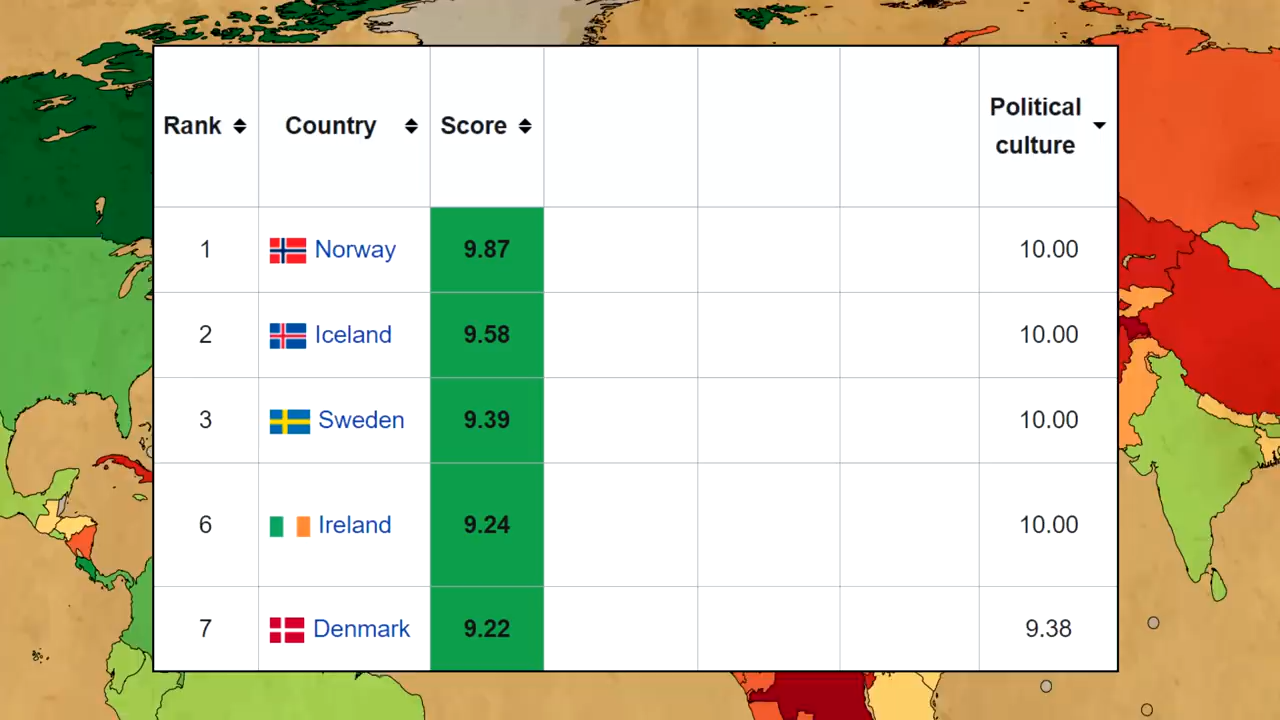 Rank Country Score Political culture
1 Norway 9.87 10.00
2 Iceland 9.58 10.00
3 Sweden 9.39 10.00
6 Ireland 9.24 10.00
7 Denmark 9.22 9.38